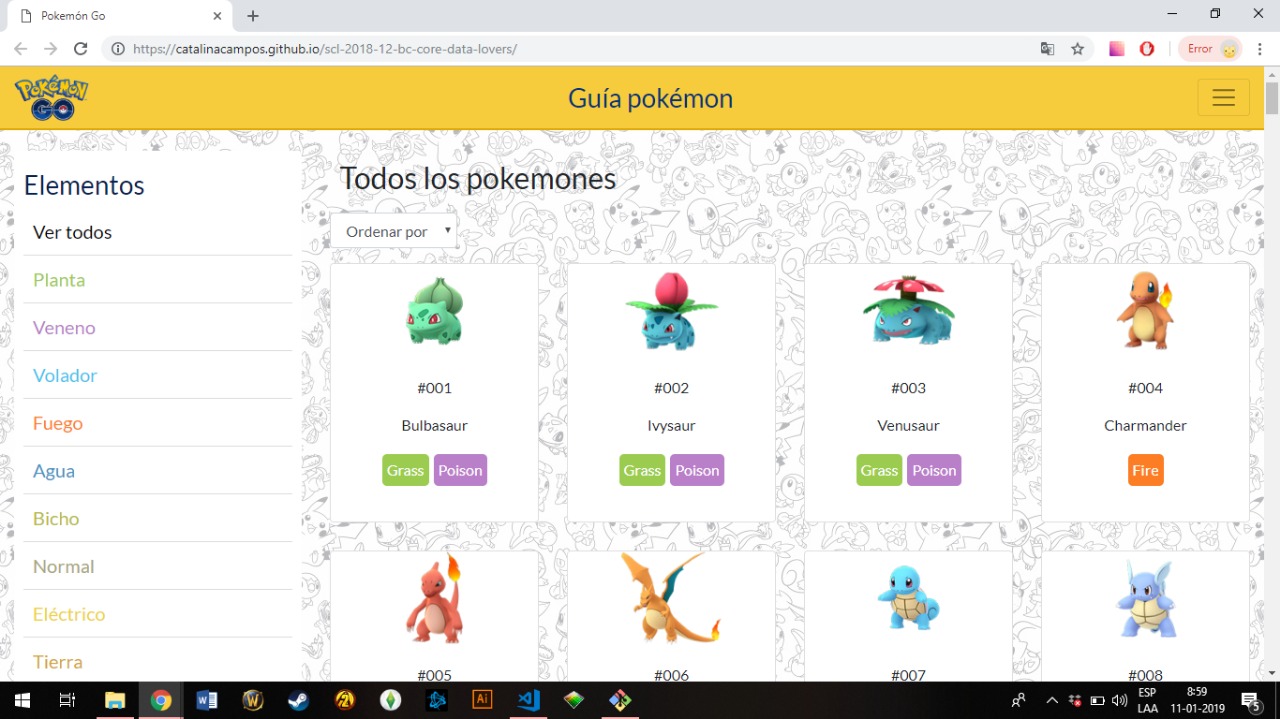 Pokemón Go
https://catalinacampos.github.io/scl-2018-12-bc-core-data-lovers/
Error
POKÉMON
GO
Guía pokémon
Elementos
Ver todos
Planta
Veneno
Volador
Fuego
Agua
Bicho
Normal
Eléctrico
Tierra
Todos los pokemones
Ordenar por
#001
Bulbasaur
Grass Poison
#002
Ivysaur
Grass Poison
#003
Venusaur
Grass Poison
#004
Charmander
Fire
#005
#006
#007
#008
W
W
Ai
ESP
LAA
8:59
11-01-2019
5